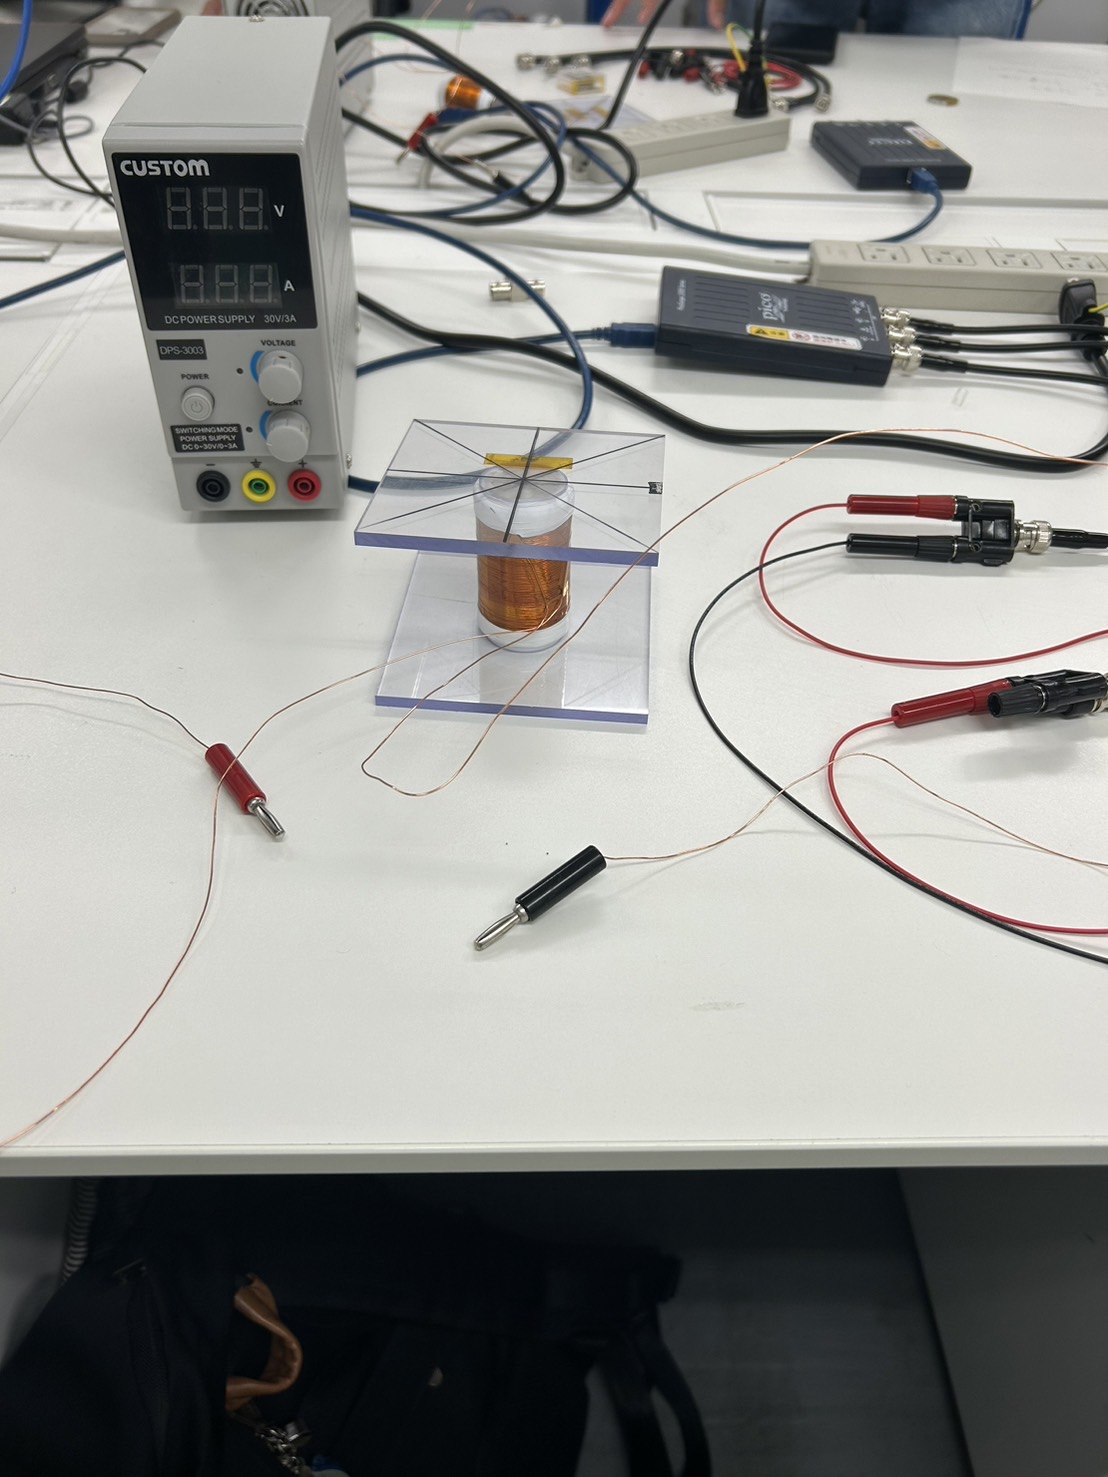 CUSTOM
V
A
DC POWER SUPPLY 30V/3A
DPS-3003
VOLTAGE
POWER
CURRENT
SWITCHING MODE
POWER SUPPLY
DC 0~30V/0~3A
- +
pico